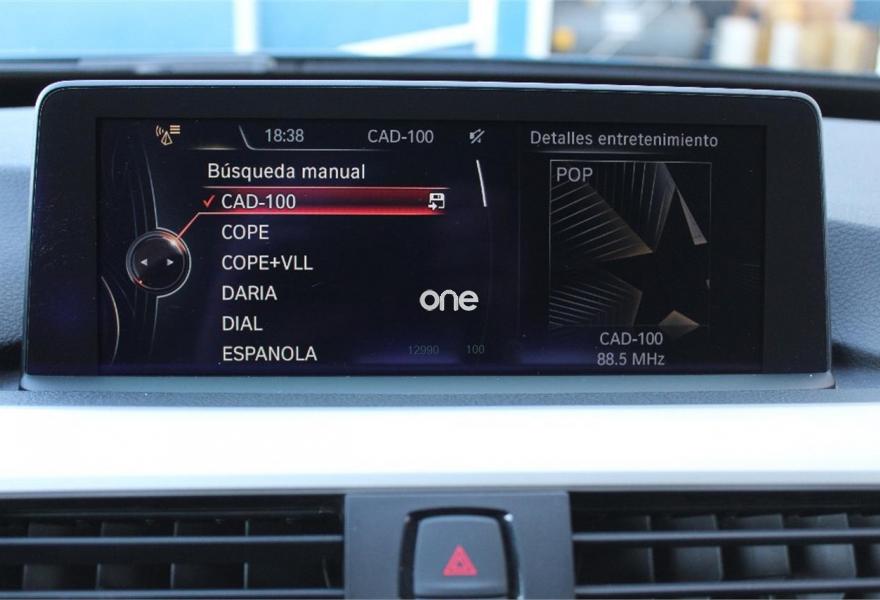 18:38 CAD-100
Búsqueda manual
CAD-100
COPE
COPE+VLL
DARIA
DIAL
ESPANOLA
Detalles entretenimiento
POP
CAD-100
88.5 MHz
one
12990 100